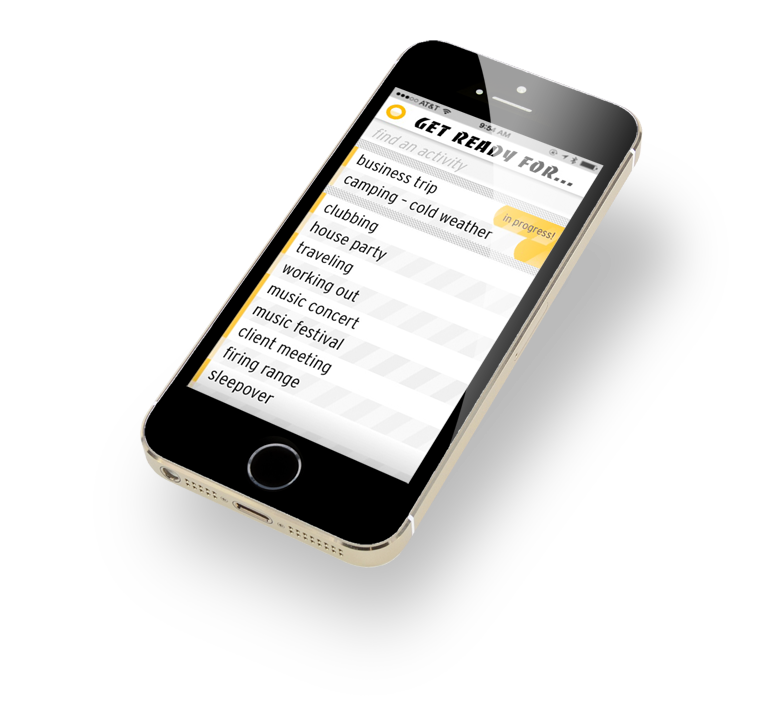 AT&T 9:54 AM
GET READY FOR...
find an activity
business trip
camping - cold weather
in progress!
clubbing
house party
traveling
working out
music concert
music festival
client meeting
firing range
sleepover